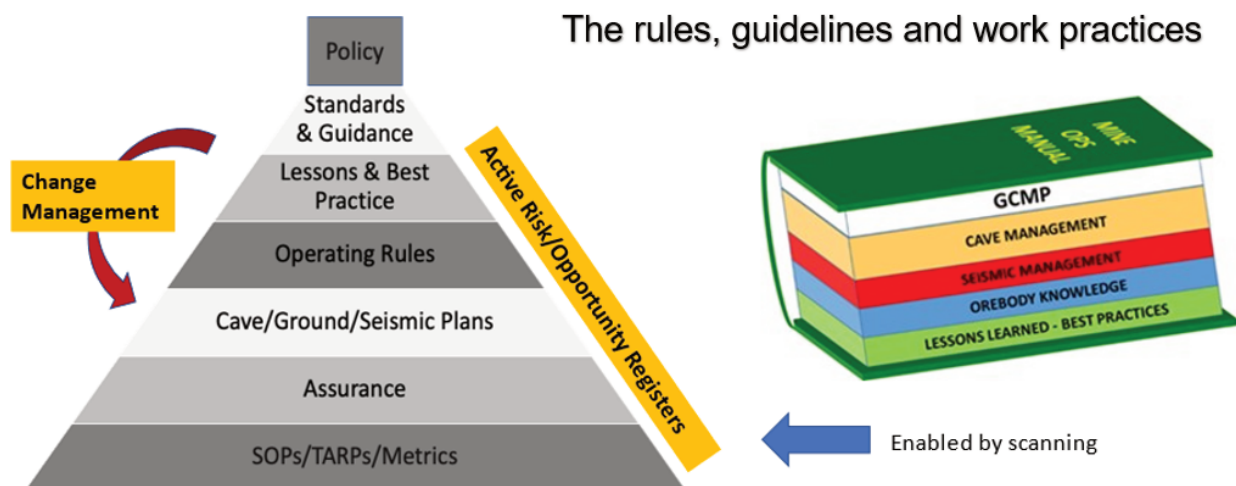 The rules, guidelines and work practices
Policy
Standards
& Guidance
Lessons & Best
Practice
Operating Rules
Cave/Ground/Seismic Plans
Assurance
SOPs/TARPs/Metrics
Change
Management
Active Risk/Opportunity Registers
MINE
OPS
MANUAL
GCMP
CAVE MANAGEMENT
SEISMIC MANAGEMENT
OREBODY KNOWLEDGE
LESSONS LEARNED - BEST PRACTICES
Enabled by scanning